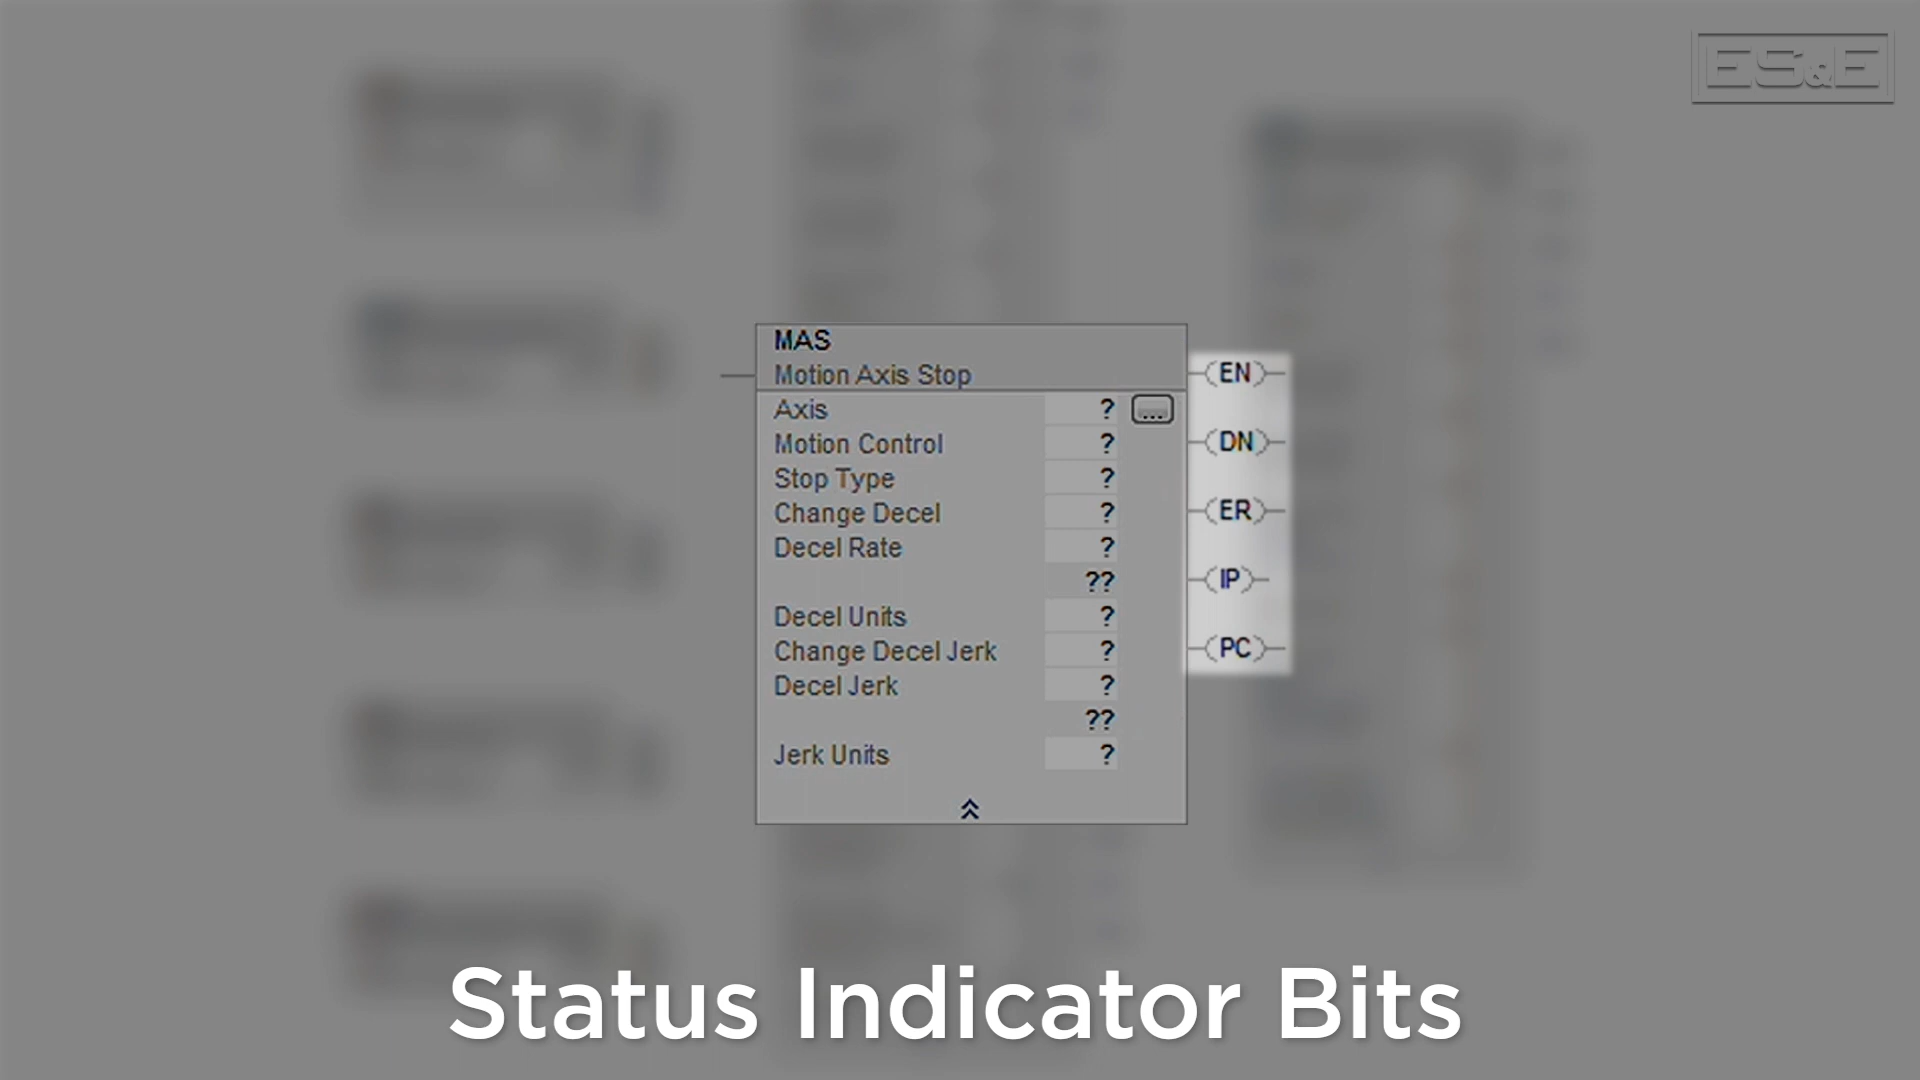 ES&E
MAS
Motion Axis Stop
Axis ? ...
Motion Control ?
Stop Type ?
Change Decel ?
Decel Rate ?
??
Decel Units ?
Change Decel Jerk ?
Decel Jerk ?
??
Jerk Units ?
EN
DN
ER
IP
PC
Status Indicator Bits